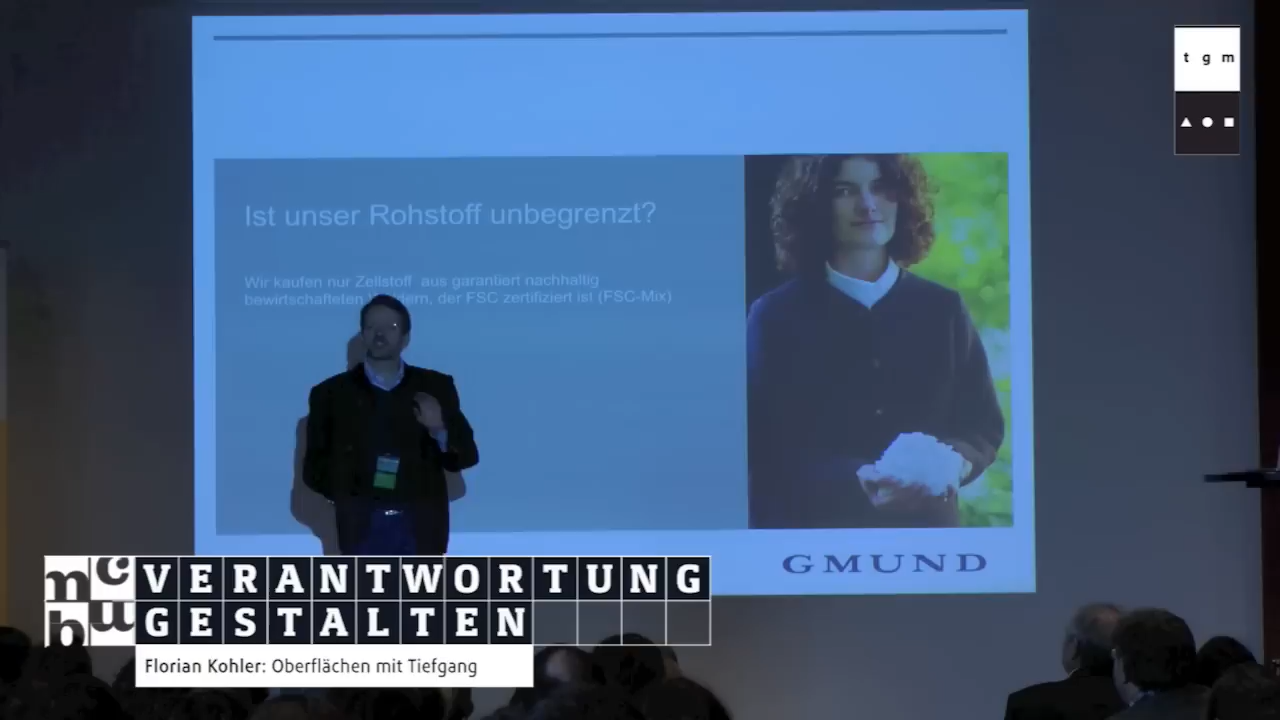 t g m
Ist unser Rohstoff unbegrenzt?
Wir kaufen nur Zellstoff aus garantiert nachhaltig
bewirtschafteten, der FSC zertifiziert ist (FSC-Mix)
GMUND
mcbw
VERANTWORTUNG
GESTALTEN
Florian Kohler: Oberflächen mit Tiefgang